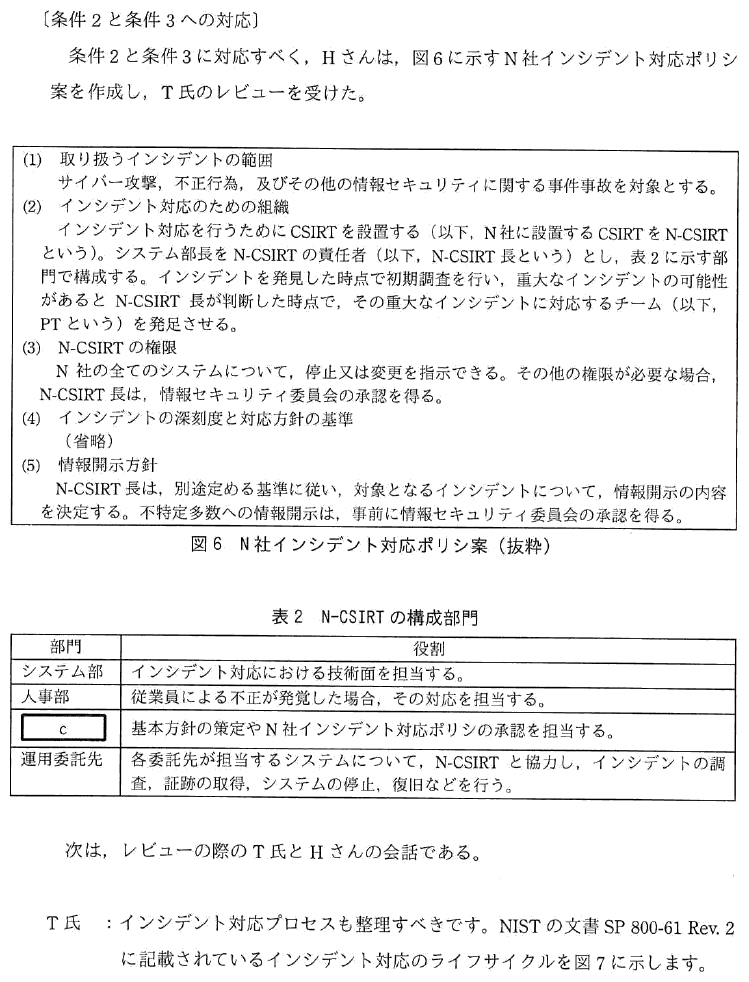 〔条件2と条件3への対応〕
条件2と条件3に対応すべく，Hさんは，図6に示すN社インシデント対応ポリシ
案を作成し，T氏のレビューを受けた。
(1) 取り扱うインシデントの範囲
サイバー攻撃，不正行為，及びその他の情報セキュリティに関する事件事故を対象とする。
(2) インシデント対応のための組織
インシデント対応を行うためにCSIRTを設置する（以下，N社に設置するCSIRTをN-CSIRT
という）。システム部長をN-CSIRTの責任者（以下，N-CSIRT長という）とし，表2に示す部
門で構成する。インシデントを発見した時点で初期調査を行い，重大なインシデントの可能性
があると N-CSIRT 長が判断した時点で，その重大なインシデントに対応するチーム（以下，
PTという）を発足させる。
(3) N-CSIRTの権限
N 社の全てのシステムについて，停止又は変更を指示できる。その他の権限が必要な場合，
N-CSIRT長は，情報セキュリティ委員会の承認を得る。
(4) インシデントの深刻度と対応方針の基準
（省略）
(5) 情報開示方針
N-CSIRT長は，別途定める基準に従い，対象となるインシデントについて，情報開示の内容
を決定する。不特定多数への情報開示は，事前に情報セキュリティ委員会の承認を得る。
図6 N社インシデント対応ポリシ案（抜粋）
表2 N-CSIRTの構成部門
部門 役割
システム部 インシデント対応における技術面を担当する。
人事部 従業員による不正が発覚した場合，その対応を担当する。
c 基本方針の策定やN社インシデント対応ポリシの承認を担当する。
運用委託先 各委託先が担当するシステムについて，N-CSIRT と協力し，インシデントの調
査，証跡の取得，システムの停止，復旧などを行う。
次は，レビューの際のT氏とHさんの会話である。
T氏 ：インシデント対応プロセスも整理すべきです。NISTの文書SP 800-61 Rev. 2
に記載されているインシデント対応のライフサイクルを図7に示します。